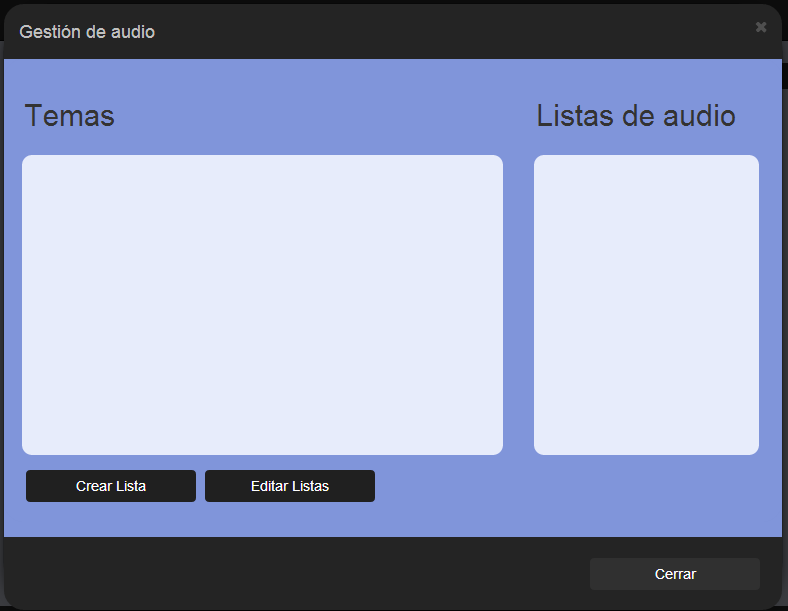 Gestión de audio
Temas
Listas de audio
Crear Lista
Editar Listas
Cerrar